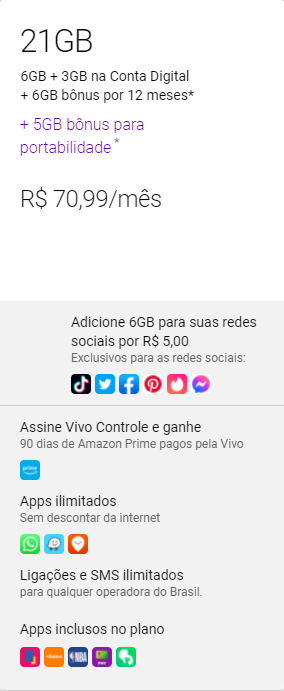 21GB
6GB + 3GB na Conta Digital
+ 6GB bônus por 12 meses*
+ 5GB bônus para
portabilidade *
R$ 70,99/mês
Adicione 6GB para suas redes
sociais por R$ 5,00
Exclusivos para as redes sociais:
Assine Vivo Controle e ganhe
90 dias de Amazon Prime pagos pela Vivo
prime
Apps ilimitados
Sem descontar da internet
Ligações e SMS ilimitados
para qualquer operadora do Brasil.
Apps inclusos no plano
NBA